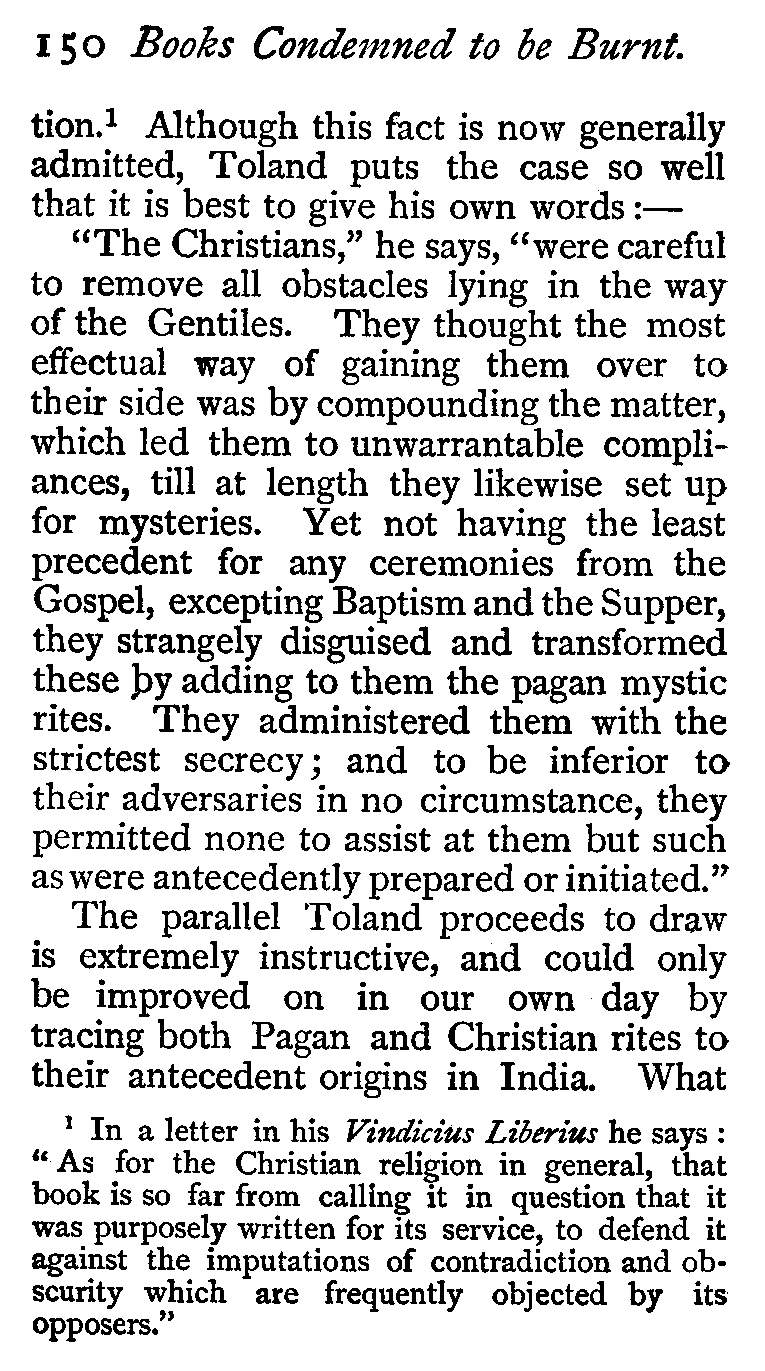 150 Books Condemned to be Burnt.
tion.¹ Although this fact is now generally
admitted, Toland puts the case so well
that it is best to give his own words :—
"The Christians," he says, "were careful
to remove all obstacles lying in the way
of the Gentiles. They thought the most
effectual way of gaining them over to
their side was by compounding the matter,
which led them to unwarrantable compli-
ances, till at length they likewise set up
for mysteries. Yet not having the least
precedent for any ceremonies from the
Gospel, excepting Baptism and the Supper,
they strangely disguised and transformed
these by adding to them the pagan mystic
rites. They administered them with the
strictest secrecy; and to be inferior to
their adversaries in no circumstance, they
permitted none to assist at them but such
as were antecedently prepared or initiated."
The parallel Toland proceeds to draw
is extremely instructive, and could only
be improved on in our own day by
tracing both Pagan and Christian rites to
their antecedent origins in India. What
¹ In a letter in his Vindicius Liberius he says :
"As for the Christian religion in general, that
book is so far from calling it in question that it
was purposely written for its service, to defend it
against the imputations of contradiction and ob-
scurity which are frequently objected by its
opposers."